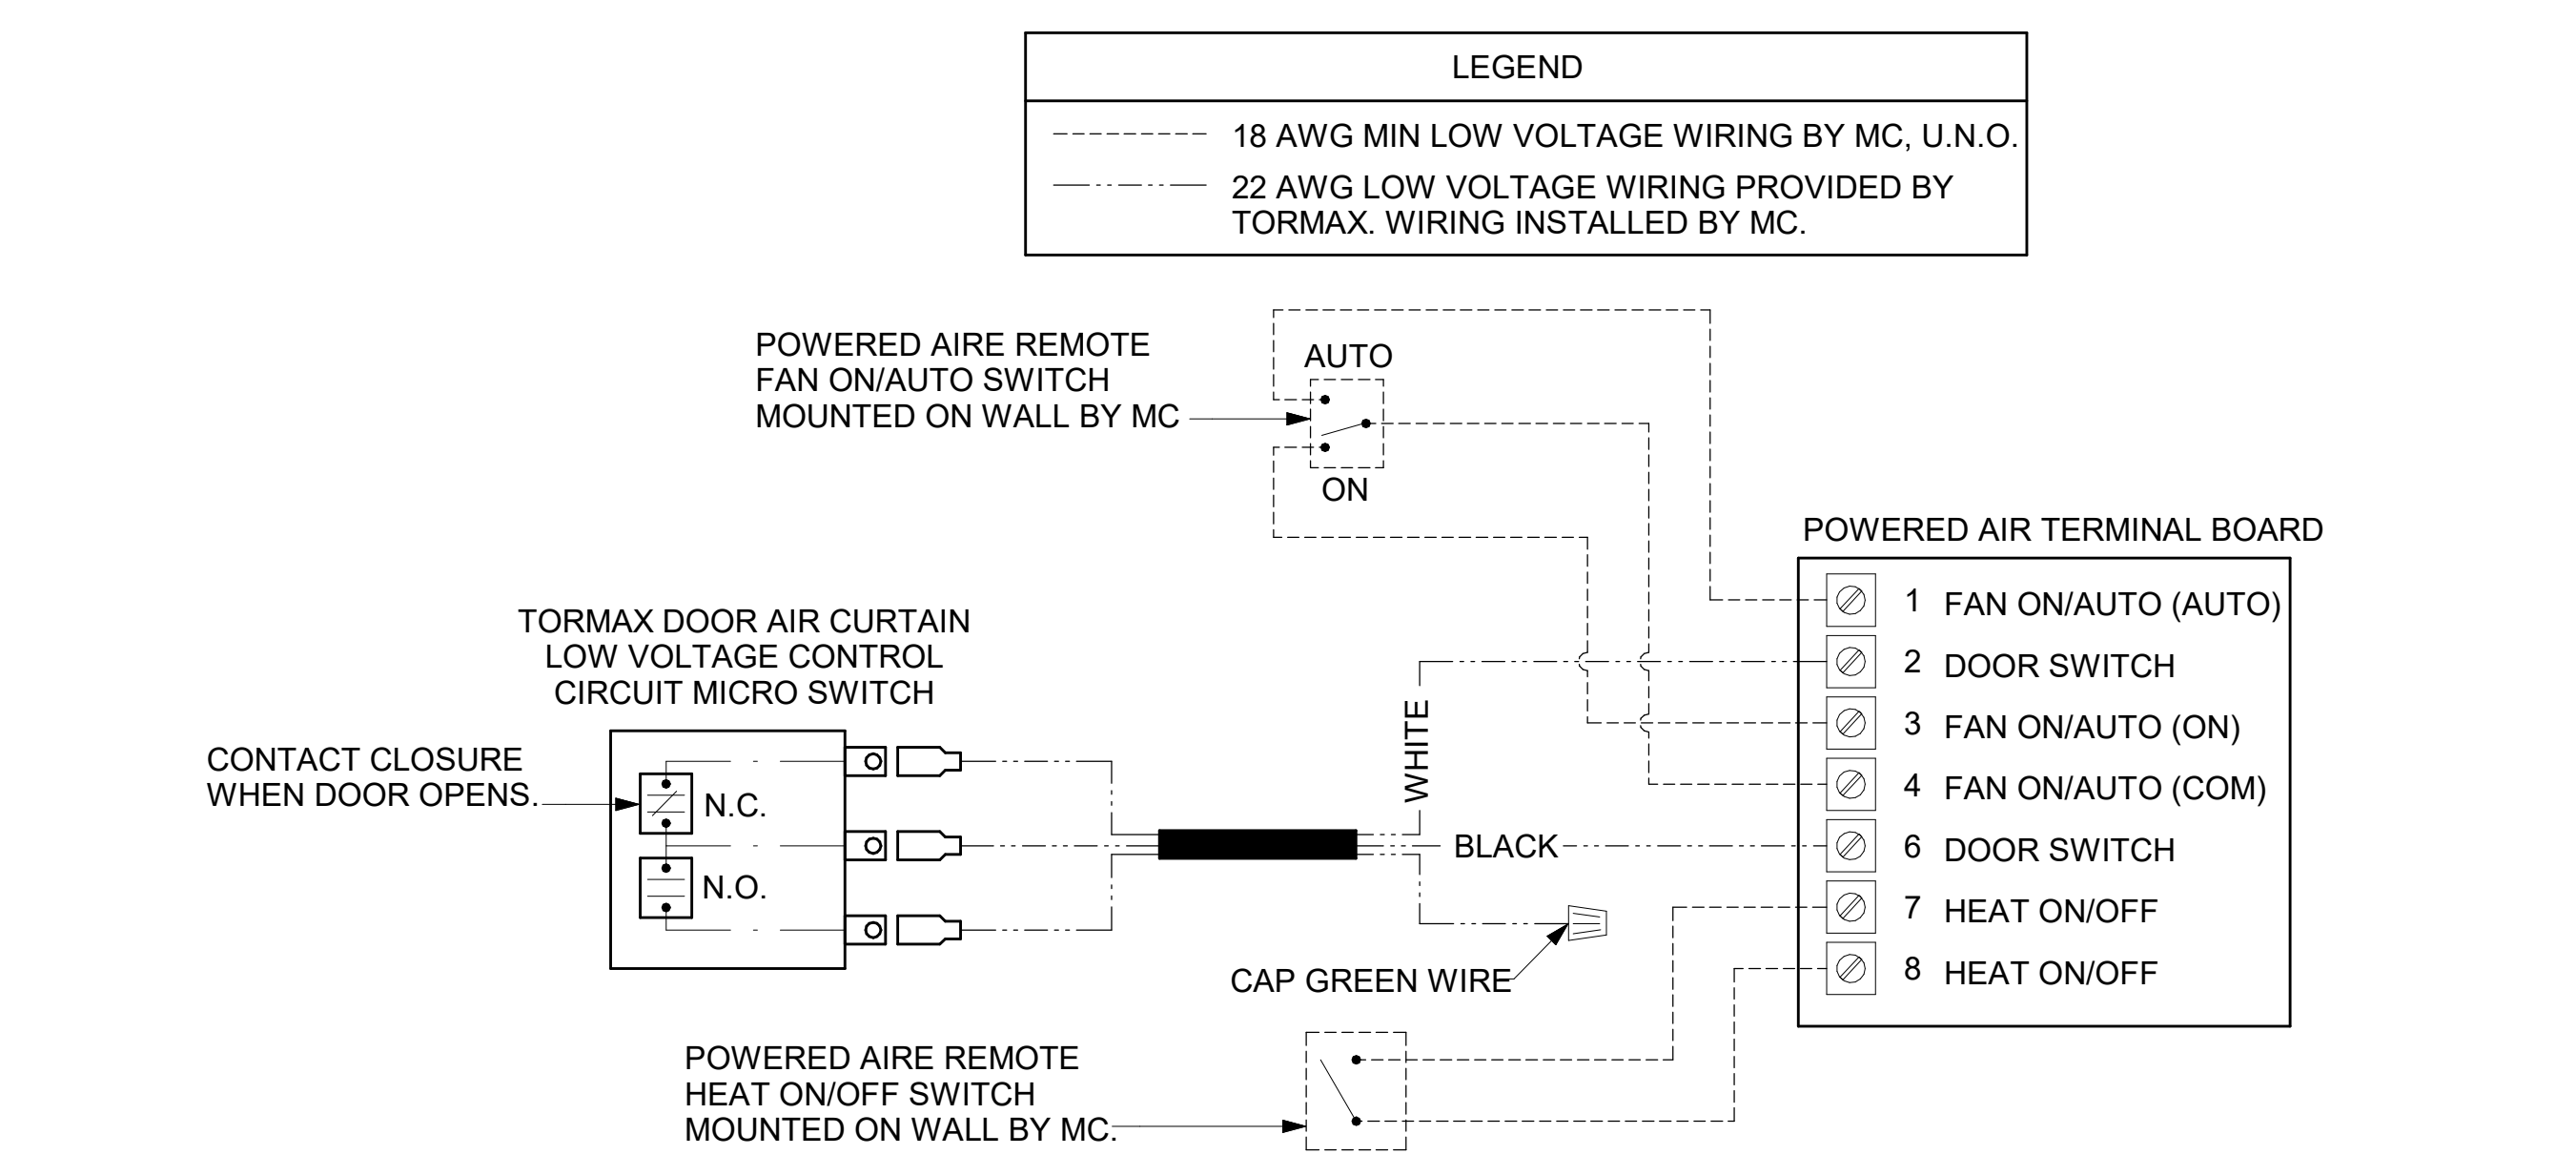 LEGEND
18 AWG MIN LOW VOLTAGE WIRING BY MC, U.N.O.
22 AWG LOW VOLTAGE WIRING PROVIDED BY
TORMAX. WIRING INSTALLED BY MC.
POWERED AIRE REMOTE
FAN ON/AUTO SWITCH
MOUNTED ON WALL BY MC
AUTO
ON
POWERED AIR TERMINAL BOARD
1 FAN ON/AUTO (AUTO)
2 DOOR SWITCH
3 FAN ON/AUTO (ON)
4 FAN ON/AUTO (COM)
6 DOOR SWITCH
7 HEAT ON/OFF
8 HEAT ON/OFF
TORMAX DOOR AIR CURTAIN
LOW VOLTAGE CONTROL
CIRCUIT MICRO SWITCH
CONTACT CLOSURE
WHEN DOOR OPENS.
N.C.
N.O.
WHITE
BLACK
CAP GREEN WIRE
POWERED AIRE REMOTE
HEAT ON/OFF SWITCH
MOUNTED ON WALL BY MC.